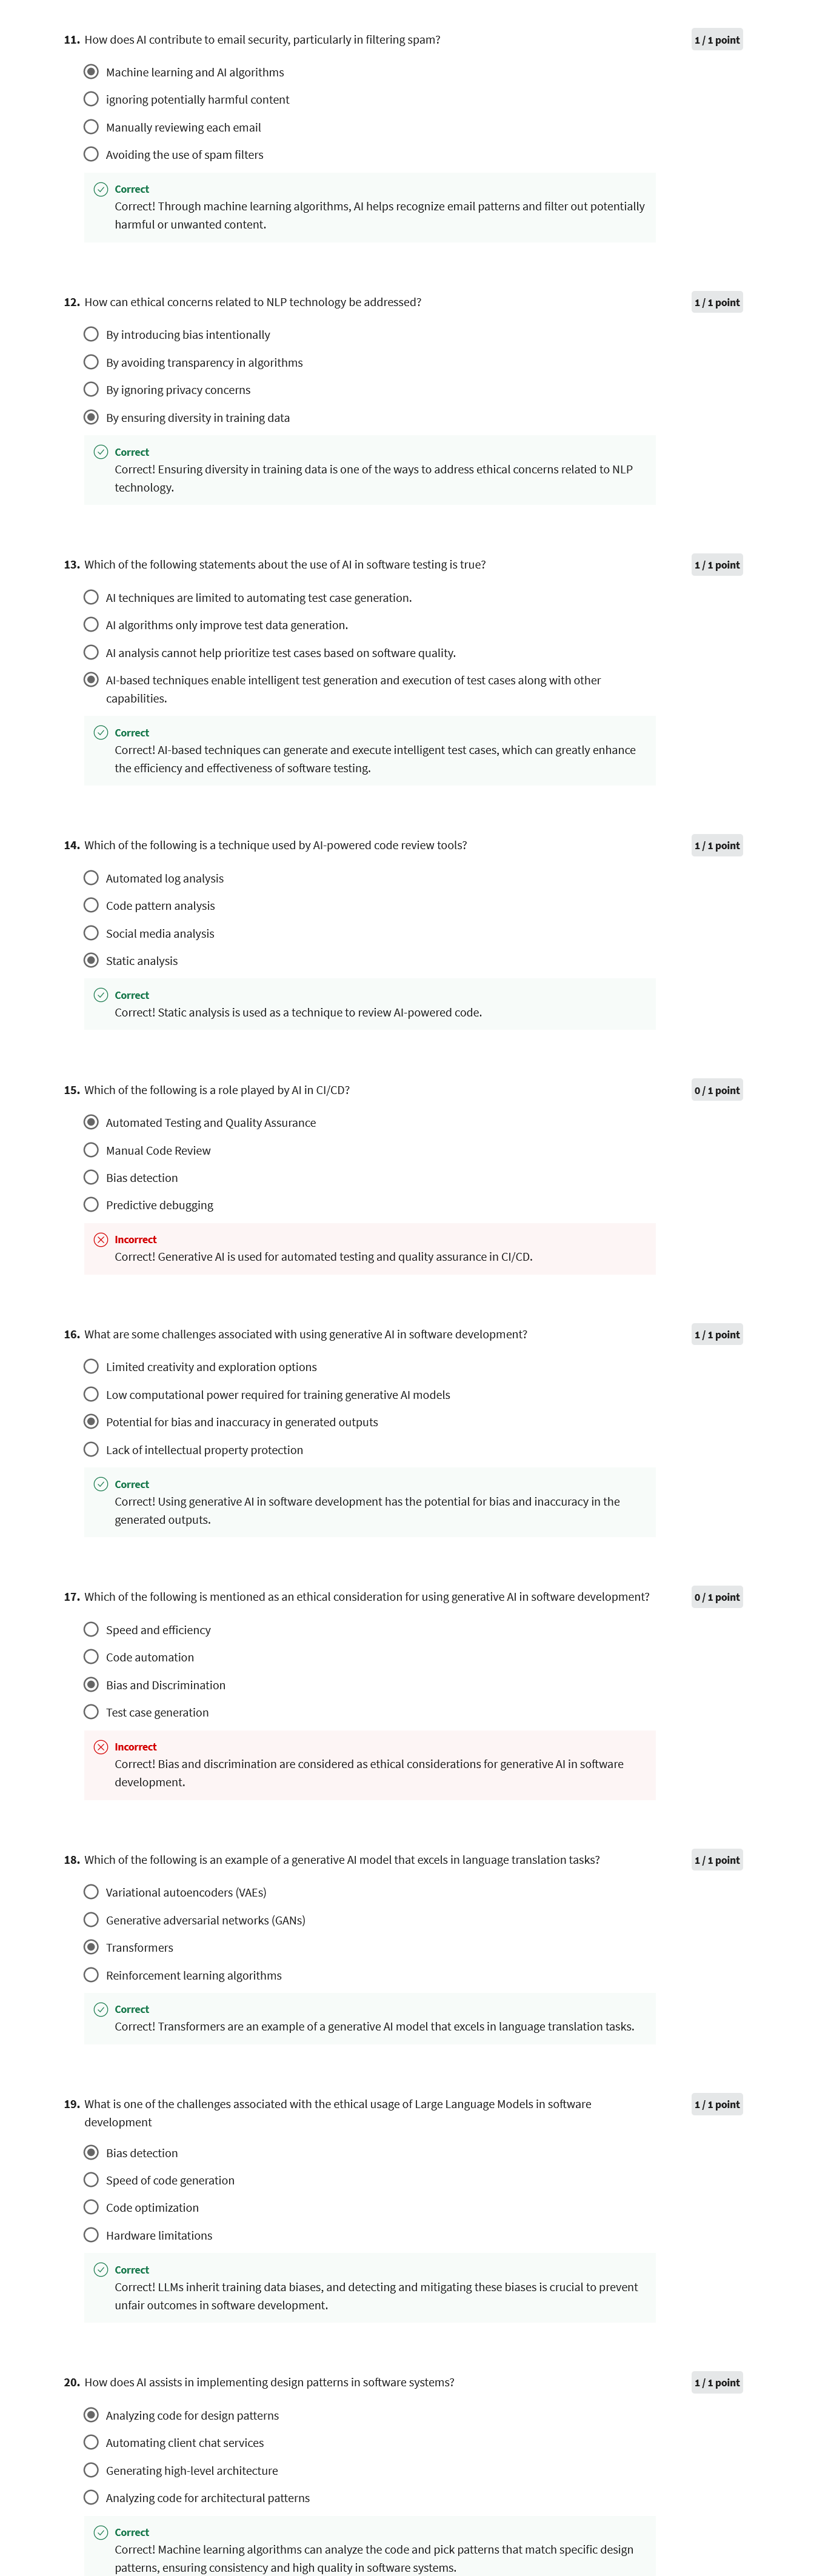 11. How does AI contribute to email security, particularly in filtering spam? 1 / 1 point
Machine learning and AI algorithms
ignoring potentially harmful content
Manually reviewing each email
Avoiding the use of spam filters
Correct
Correct! Through machine learning algorithms, AI helps recognize email patterns and filter out potentially
harmful or unwanted content.
12. How can ethical concerns related to NLP technology be addressed? 1 / 1 point
By introducing bias intentionally
By avoiding transparency in algorithms
By ignoring privacy concerns
By ensuring diversity in training data
Correct
Correct! Ensuring diversity in training data is one of the ways to address ethical concerns related to NLP
technology.
13. Which of the following statements about the use of AI in software testing is true? 1 / 1 point
AI techniques are limited to automating test case generation.
AI algorithms only improve test data generation.
AI analysis cannot help prioritize test cases based on software quality.
AI-based techniques enable intelligent test generation and execution of test cases along with other
capabilities.
Correct
Correct! AI-based techniques can generate and execute intelligent test cases, which can greatly enhance
the efficiency and effectiveness of software testing.
14. Which of the following is a technique used by AI-powered code review tools? 1 / 1 point
Automated log analysis
Code pattern analysis
Social media analysis
Static analysis
Correct
Correct! Static analysis is used as a technique to review AI-powered code.
15. Which of the following is a role played by AI in CI/CD? 0 / 1 point
Automated Testing and Quality Assurance
Manual Code Review
Bias detection
Predictive debugging
Incorrect
Correct! Generative AI is used for automated testing and quality assurance in CI/CD.
16. What are some challenges associated with using generative AI in software development? 1 / 1 point
Limited creativity and exploration options
Low computational power required for training generative AI models
Potential for bias and inaccuracy in generated outputs
Lack of intellectual property protection
Correct
Correct! Using generative AI in software development has the potential for bias and inaccuracy in the
generated outputs.
17. Which of the following is mentioned as an ethical consideration for using generative AI in software development? 0 / 1 point
Speed and efficiency
Code automation
Bias and Discrimination
Test case generation
Incorrect
Correct! Bias and discrimination are considered as ethical considerations for generative AI in software
development.
18. Which of the following is an example of a generative AI model that excels in language translation tasks? 1 / 1 point
Variational autoencoders (VAEs)
Generative adversarial networks (GANs)
Transformers
Reinforcement learning algorithms
Correct
Correct! Transformers are an example of a generative AI model that excels in language translation tasks.
19. What is one of the challenges associated with the ethical usage of Large Language Models in software 1 / 1 point
development
Bias detection
Speed of code generation
Code optimization
Hardware limitations
Correct
Correct! LLMs inherit training data biases, and detecting and mitigating these biases is crucial to prevent
unfair outcomes in software development.
20. How does AI assists in implementing design patterns in software systems? 1 / 1 point
Analyzing code for design patterns
Automating client chat services
Generating high-level architecture
Analyzing code for architectural patterns
Correct
Correct! Machine learning algorithms can analyze the code and pick patterns that match specific design
patterns, ensuring consistency and high quality in software systems.